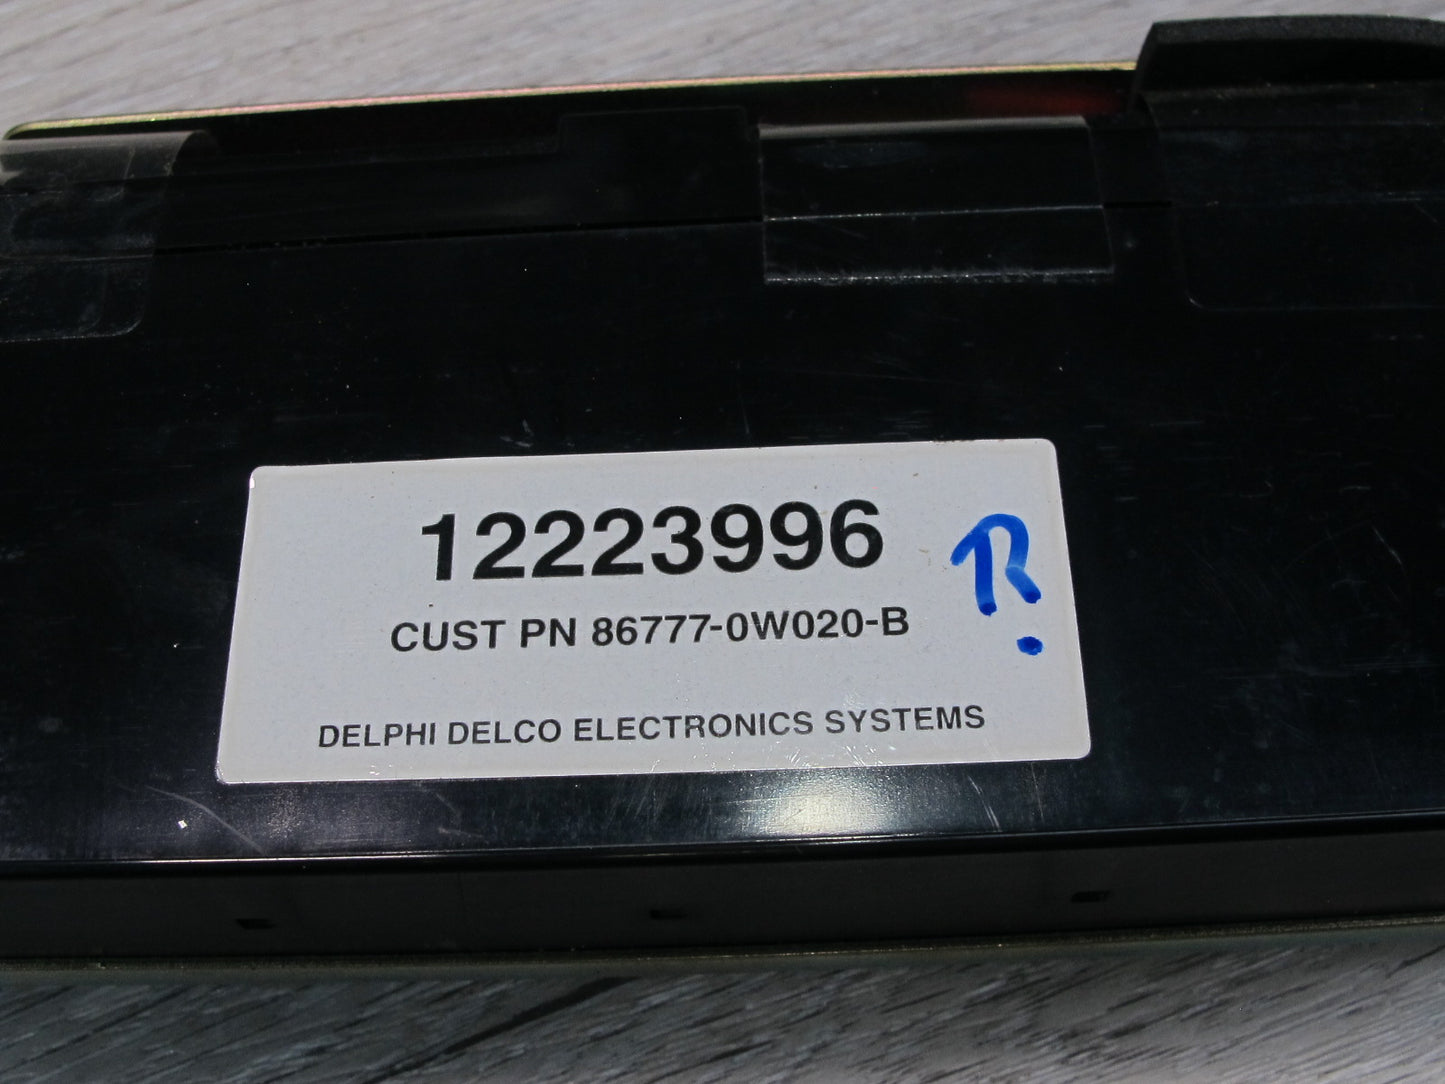 12223996
CUST PN 86777-0W020-B
DELPHI DELCO ELECTRONICS SYSTEMS